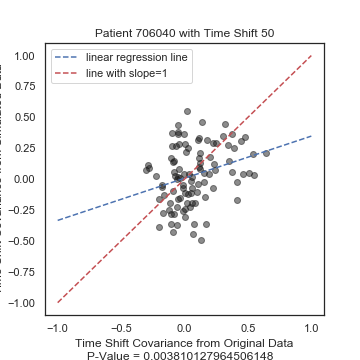 Patient 706040 with Time Shift 50
linear regression line
line with slope=1
1.00
0.75
0.50
0.25
0.00
−0.25
−0.50
−0.75
−1.00
−1.0
−0.5
0.0
0.5
1.0
Time Shift Covariance from Original Data
P-Value = 0.003810127964506148